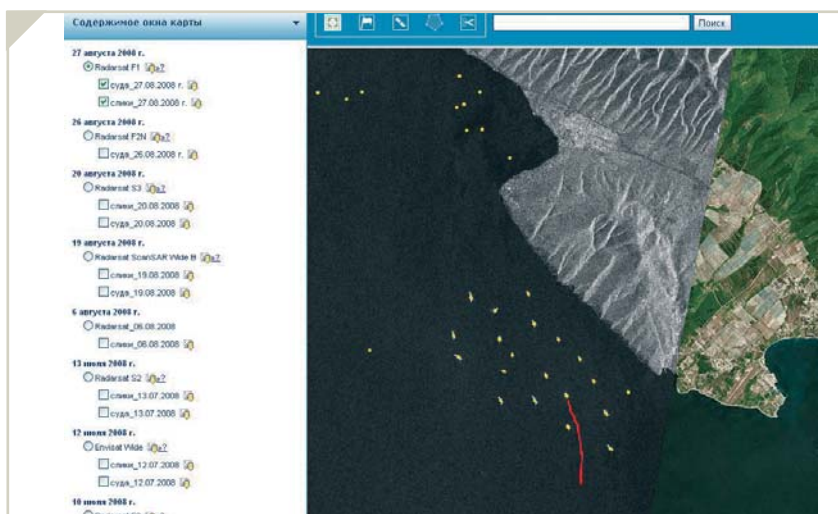 Содержимое окна карты
Поиск
27 августа 2008 г.
Radarsat F1
суда_27.08.2008 г.
слики_27.08.2008 г.
26 августа 2008 г.
Radarsat F2N
суда_26.08.2008 г.
20 августа 2008 г.
Radarsat S3
слики_20.08.2008
суда_20.08.2008
19 августа 2008 г.
Radarsat ScanSAR Wide B
слики_19.08.2008
суда_19.08.2008
6 августа 2008 г.
Radarsat_06.08.2008
слики_06.08.2008
13 июля 2008 г.
Radarsat S2
слики_13.07.2008
суда_13.07.2008
12 июля 2008 г.
Envisat Wide
слики_12.07.2008
суда_12.07.2008
10 июля 2008 г.